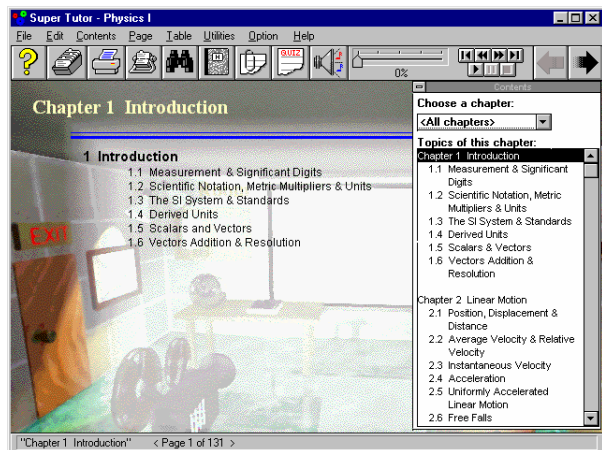 Super Tutor - Physics I
File Edit Contents Page Table Utilities Option Help
QUIZ
0%
Contents
Chapter 1 Introduction
1 Introduction
1.1 Measurement & Significant Digits
1.2 Scientific Notation, Metric Multipliers & Units
1.3 The SI System & Standards
1.4 Derived Units
1.5 Scalars and Vectors
1.6 Vectors Addition & Resolution
EXIT
Choose a chapter:
<All chapters>
Topics of this chapter:
Chapter 1 Introduction
1.1 Measurement & Significant
Digits
1.2 Scientific Notation, Metric
Multipliers & Units
1.3 The SI System & Standards
1.4 Derived Units
1.5 Scalars & Vectors
1.6 Vectors Addition &
Resolution
Chapter 2 Linear Motion
2.1 Position, Displacement &
Distance
2.2 Average Velocity & Relative
Velocity
2.3 Instantaneous Velocity
2.4 Acceleration
2.5 Uniformly Accelerated
Linear Motion
2.6 Free Falls
"Chapter 1 Introduction" < Page 1 of 131 >